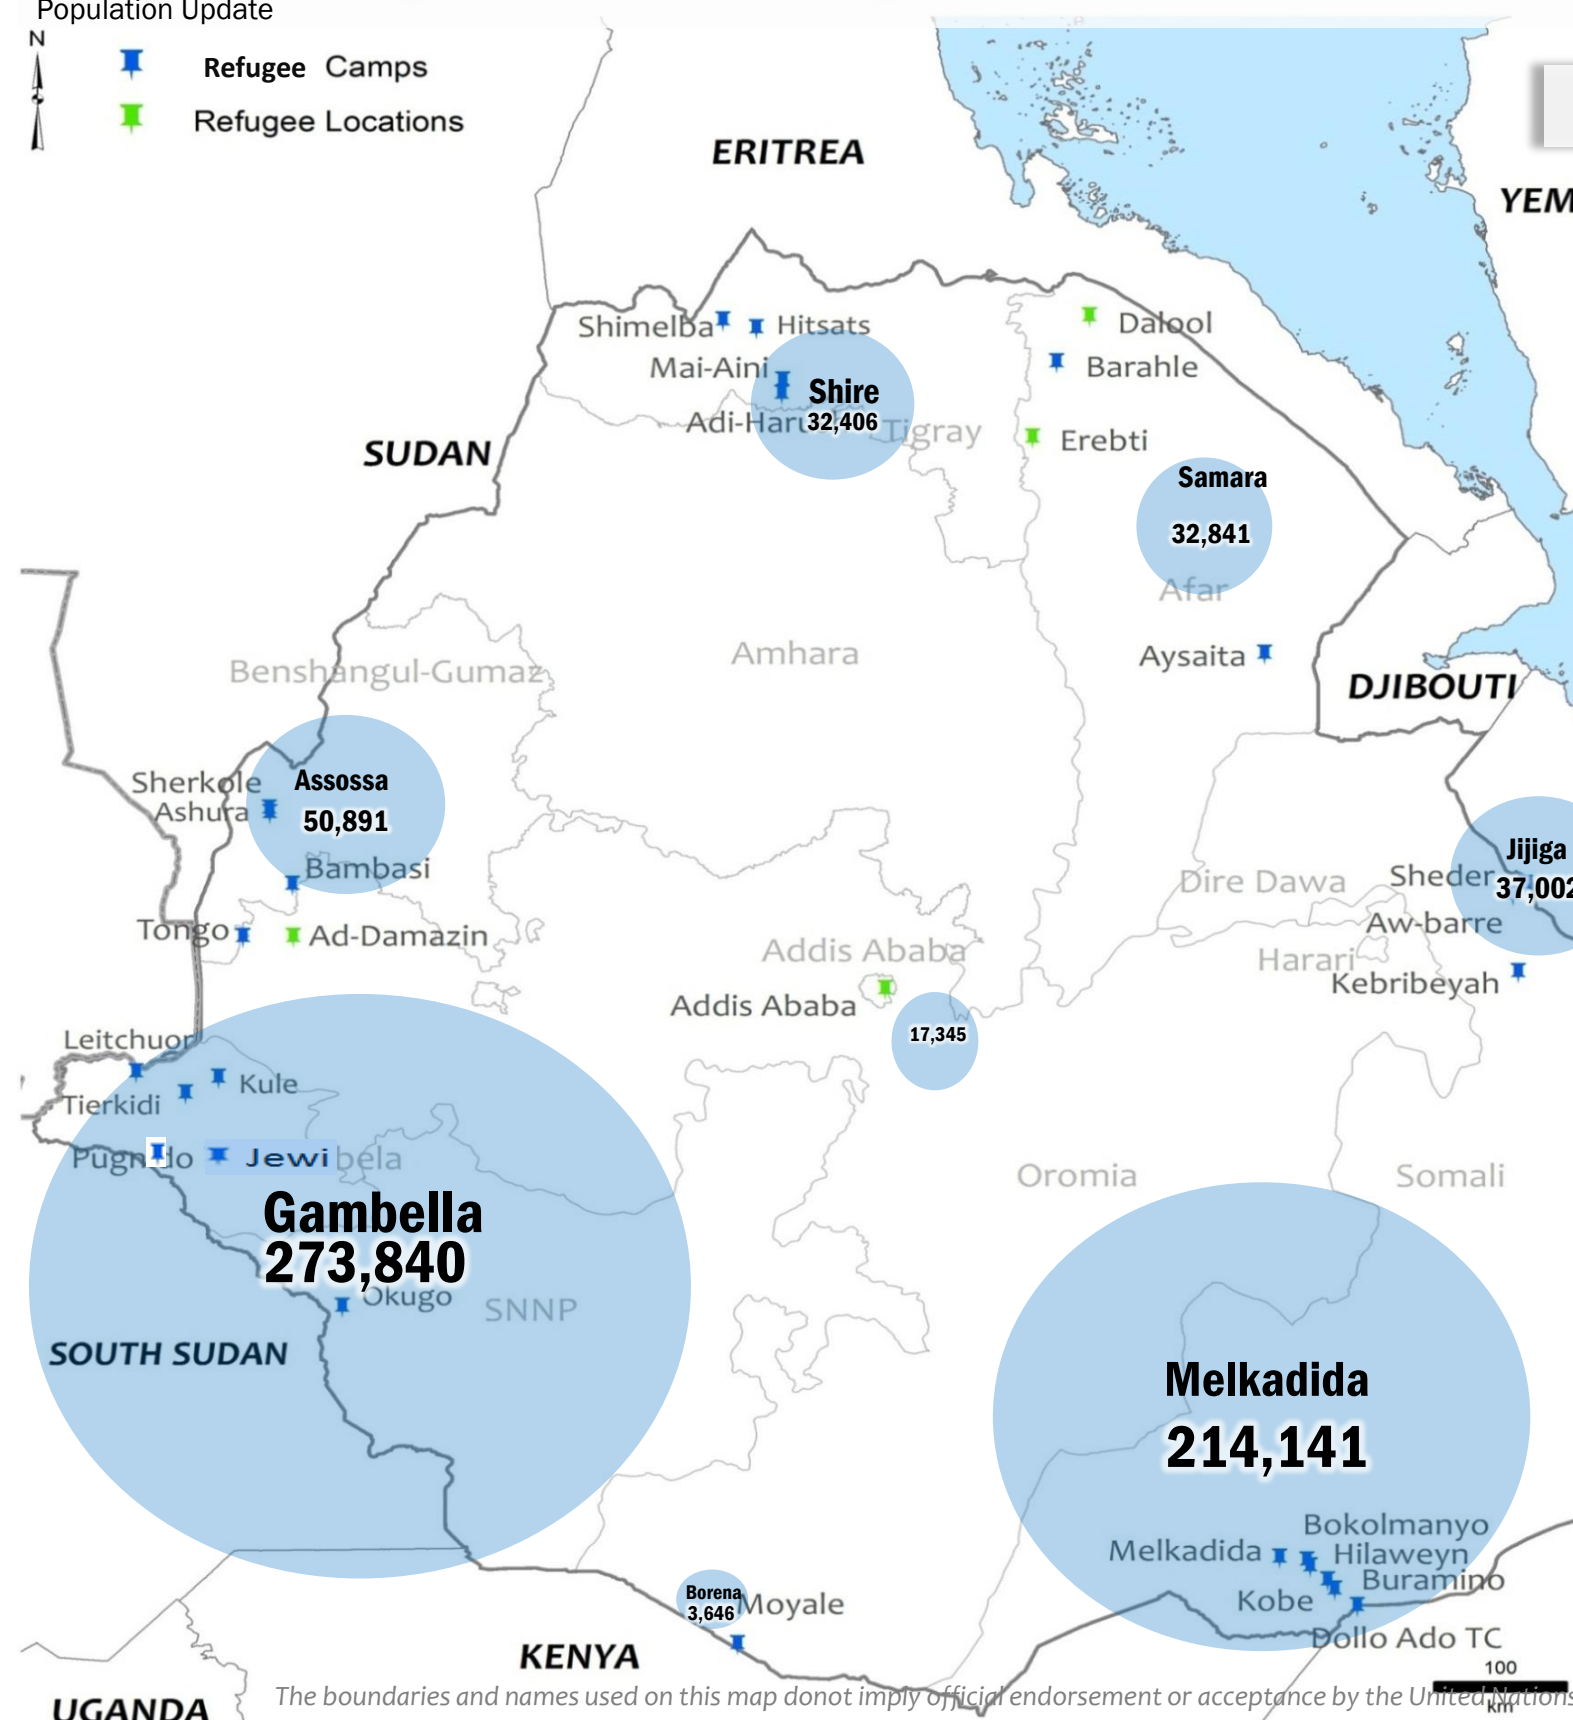 Population Update
N
Refugee Camps
Refugee Locations
ERITREA
YEM
Shimelba
Hitsats
Dalool
Mai-Aini
Barahle
Shire
32,406
Tigray
Erebti
SUDAN
Samara
32,841
Afar
Amhara
Aysaita
Benshangul-Gumaz
DJIBOUTI
Sherkole
Assossa
Ashura
50,891
Jijiga
Bambasi
Dire Dawa
Sheder
37,002
Tongo
Ad-Damazin
Aw-barre
Addis Ababa
Harari
Kebribeyah
Addis Ababa
17,345
Leitchuor
Kule
Tierkidi
Jewi
bela
Oromia
Somali
Gambella
273,840
Okugo
SNNP
SOUTH SUDAN
Melkadida
214,141
Bokolmanyo
Melkadida
Hilaweyn
Buramino
Borena
3,646
Moyale
Kobe
Dollo Ado TC
KENYA
100
km
UGANDA
The boundaries and names used on this map donot imply official endorsement or acceptance by the United Nations